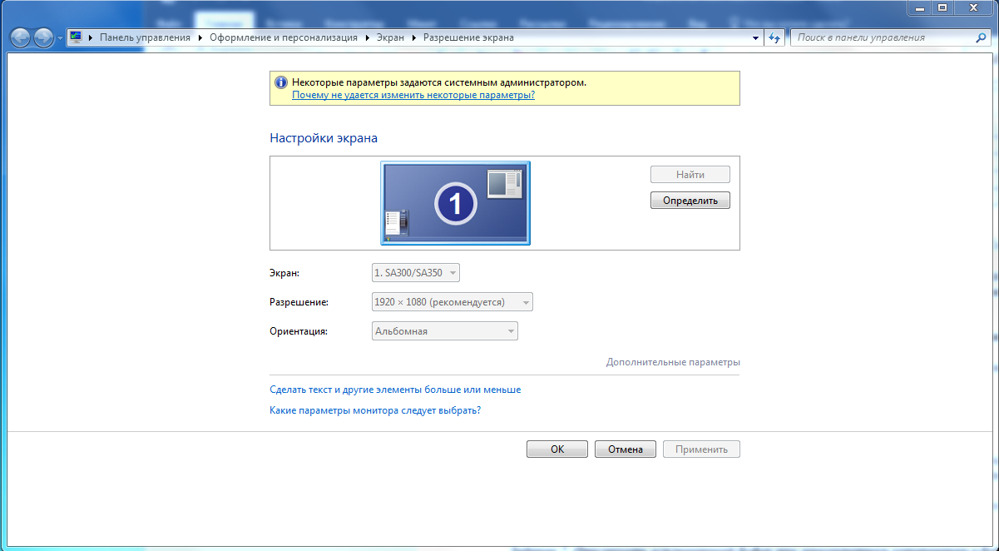 Панель управления ▸ Оформление и персонализация ▸ Экран ▸ Разрешение экрана
Поиск в панели управления
Некоторые параметры задаются системным администратором.
Почему не удается изменить некоторые параметры?
Настройки экрана
1
Найти
Определить
Экран:
1. SA300/SA350
Разрешение:
1920 × 1080 (рекомендуется)
Ориентация:
Альбомная
Дополнительные параметры
Сделать текст и другие элементы больше или меньше
Какие параметры монитора следует выбрать?
ОК
Отмена
Применить